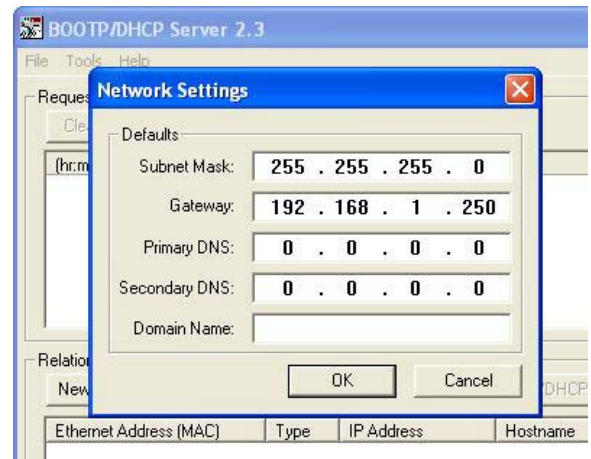 BOOTP/DHCP Server 2.3
File Tools Help
Network Settings
Defaults
Subnet Mask: 255 . 255 . 255 . 0
Gateway: 192 . 168 . 1 . 250
Primary DNS: 0 . 0 . 0 . 0
Secondary DNS: 0 . 0 . 0 . 0
Domain Name:
OK Cancel
New
Ethernet Address (MAC) Type IP Address Hostname